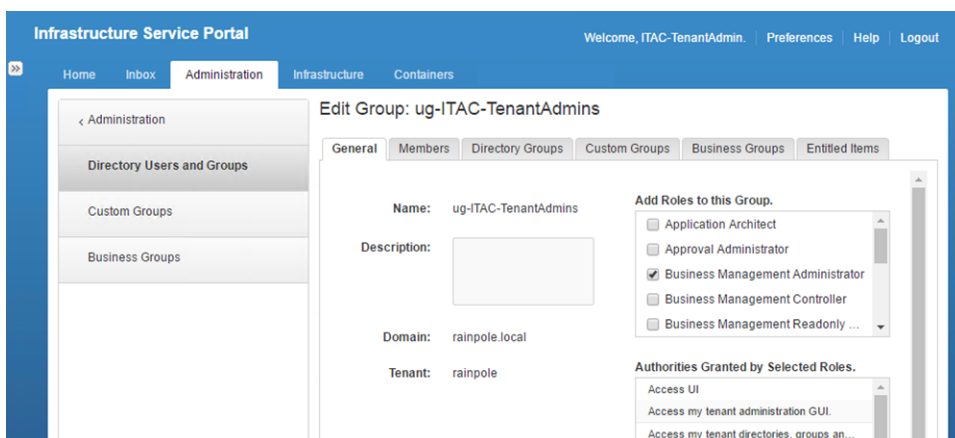 Infrastructure Service Portal
Welcome, ITAC-TenantAdmin. Preferences Help Logout
Home Inbox Administration Infrastructure Containers
Administration
Directory Users and Groups
Custom Groups
Business Groups
Edit Group: ug-ITAC-TenantAdmins
General Members Directory Groups Custom Groups Business Groups Entitled Items
Name: ug-ITAC-TenantAdmins
Description:
Domain: rainpole.local
Tenant: rainpole
Add Roles to this Group.
Application Architect
Approval Administrator
Business Management Administrator
Business Management Controller
Business Management Readonly ...
Authorities Granted by Selected Roles.
Access UI
Access my tenant administration GUI.
Access my tenant directories, groups an...